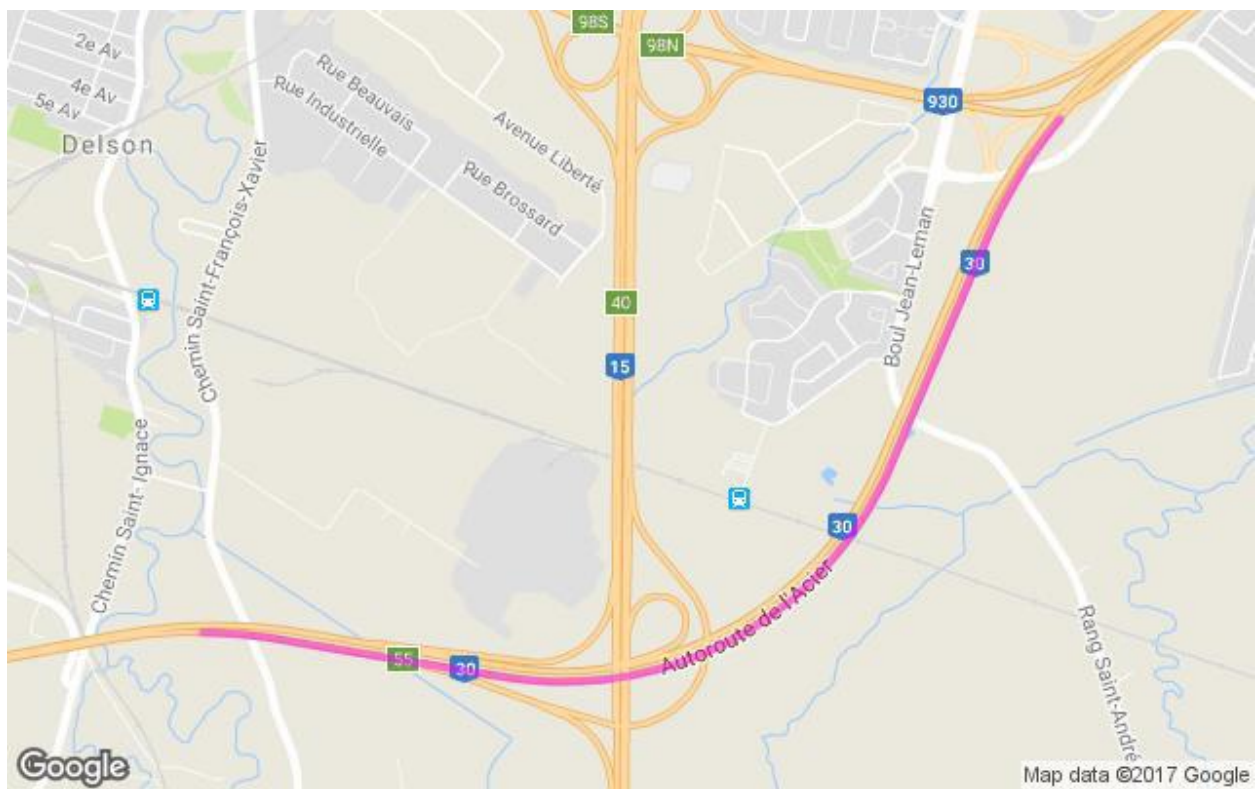 98S
98N
2e Av
4e Av
5e Av
Delson
Rue Beauvais
Rue Industrielle
Avenue Liberté
Rue Brossard
930
Chemin Saint-François-Xavier
Boul Jean-Leman
30
40
15
Chemin Saint- Ignace
30
Autoroute de l'Acier
55
30
Rang Saint-André
Google
Map data ©2017 Google